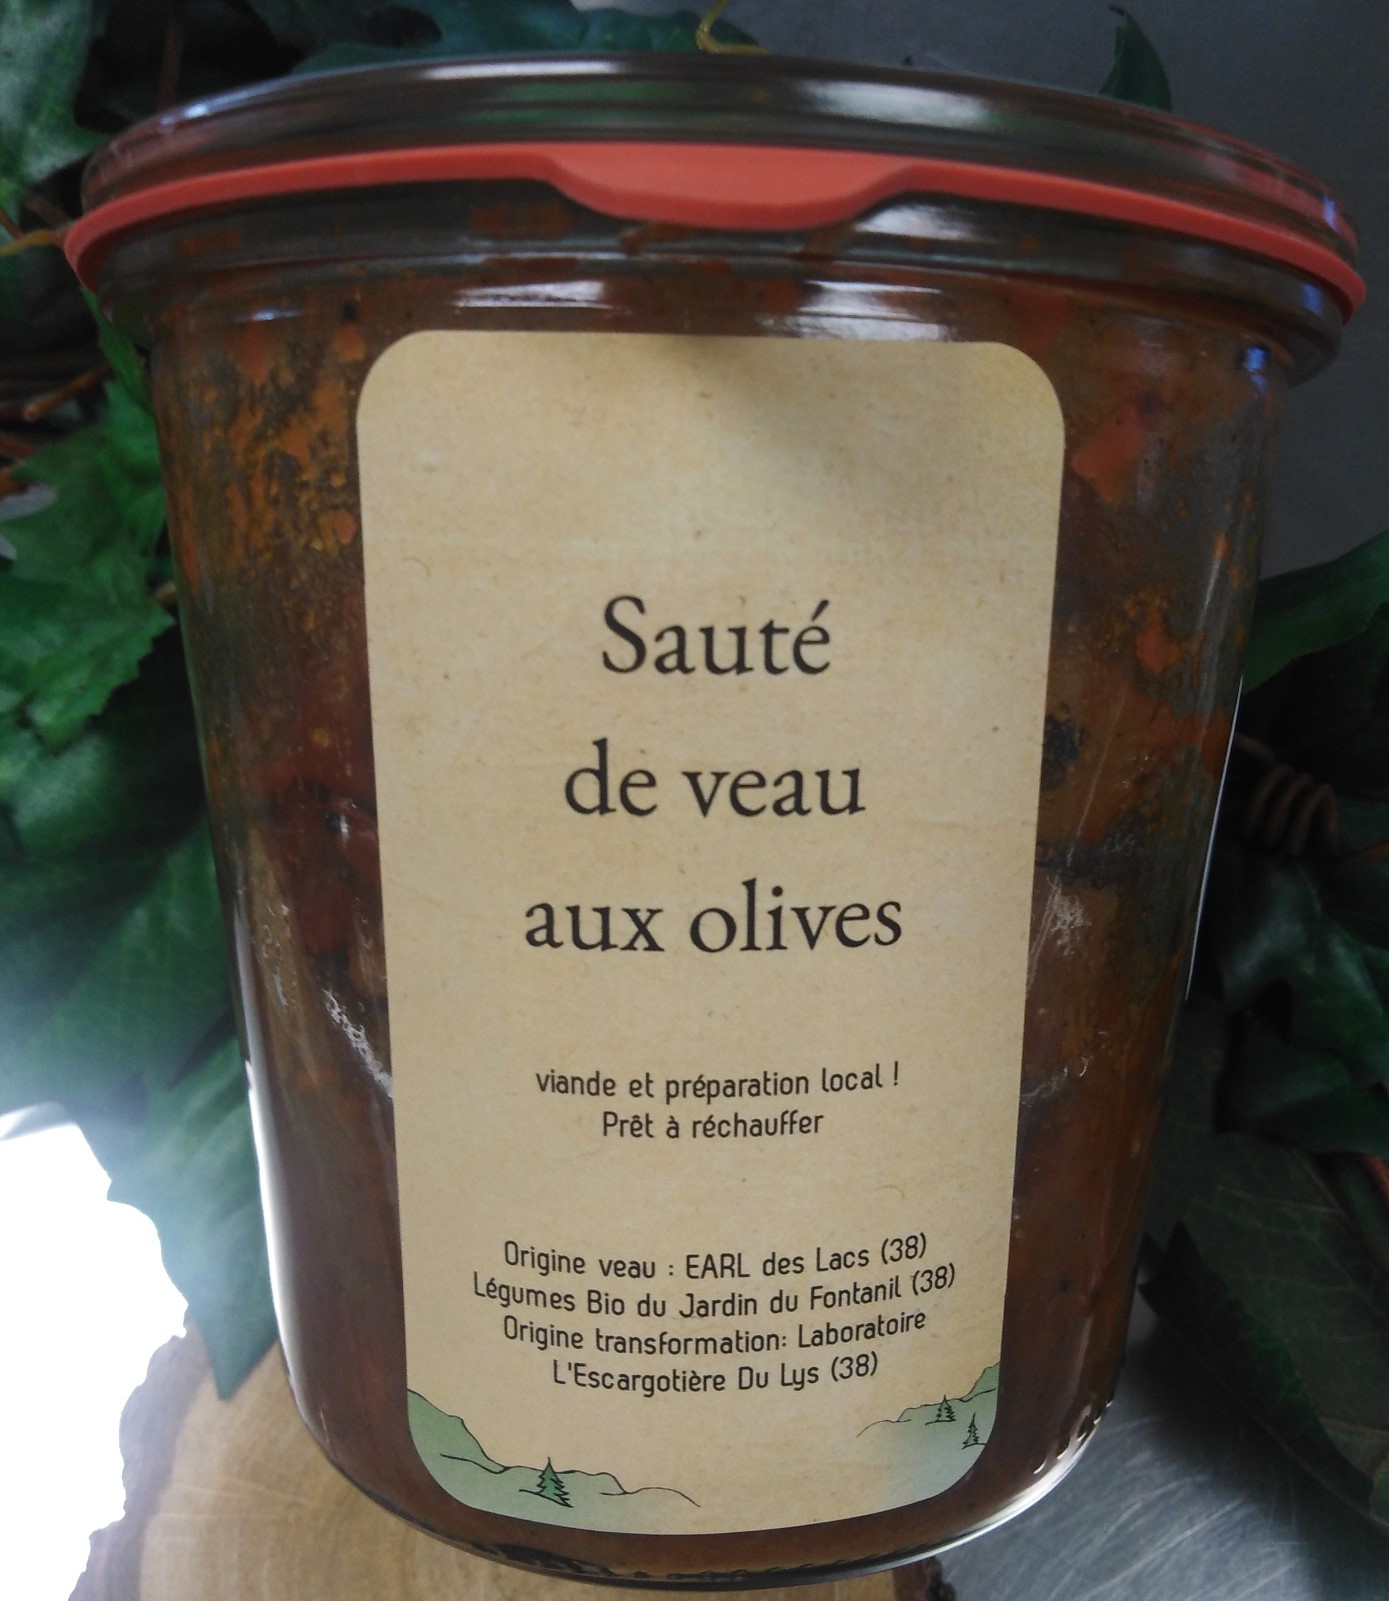 Sauté
de veau
aux olives
viande et préparation local !
Prêt à réchauffer
Origine veau : EARL des Lacs (38)
Légumes Bio du Jardin du Fontanil (38)
Origine transformation: Laboratoire
L'Escargotière Du Lys (38)